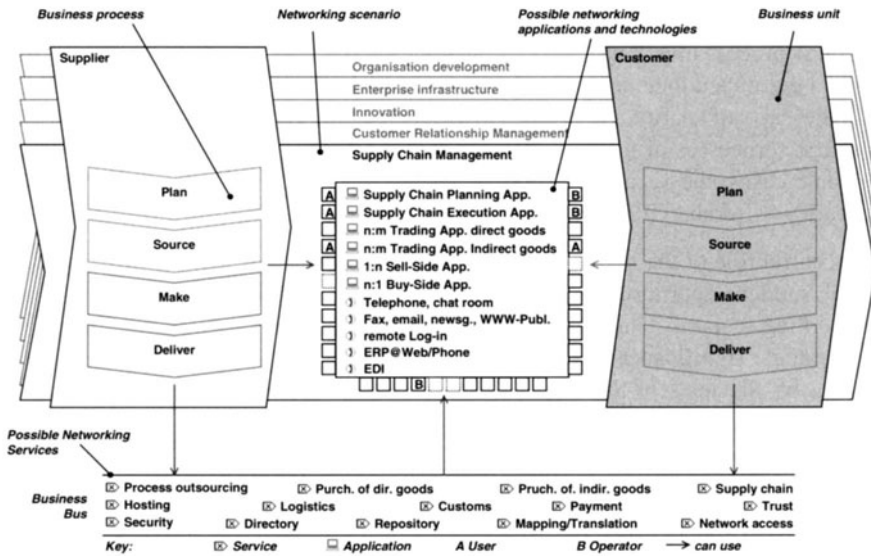 Business process
Networking scenario
Possible networking
applications and technologies
Business unit
Supplier
Customer
Organisation development
Enterprise infrastructure
Innovation
Customer Relationship Management
Supply Chain Management
Plan
Source
Make
Deliver
A Supply Chain Planning App. B
A Supply Chain Execution App. B
n:m Trading App. direct goods
A n:m Trading App. Indirect goods A
1:n Sell-Side App.
n:1 Buy-Side App.
Telephone, chat room
Fax, email, newsg., WWW-Publ.
remote Log-in
ERP@Web/Phone
EDI
B
Plan
Source
Make
Deliver
Possible Networking
Services
Business
Bus
Process outsourcing Purch. of dir. goods Pruch. of. indir. goods Supply chain
Hosting Logistics Customs Payment Trust
Security Directory Repository Mapping/Translation Network access
Key: Service Application A User B Operator can use